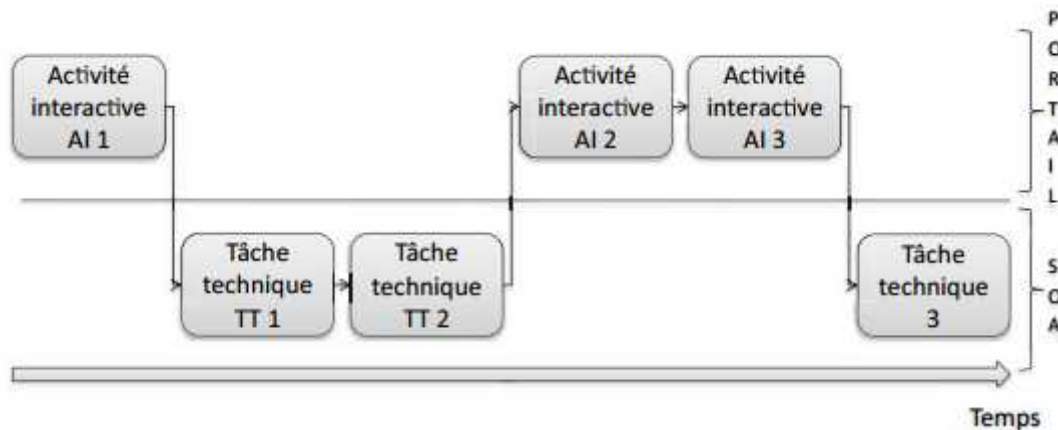 Activité
interactive
AI 1
Activité
interactive
AI 2
Activité
interactive
AI 3
P
O
R
T
A
I
L
Tâche
technique
TT 1
Tâche
technique
TT 2
Tâche
technique
3
S
O
A
Temps